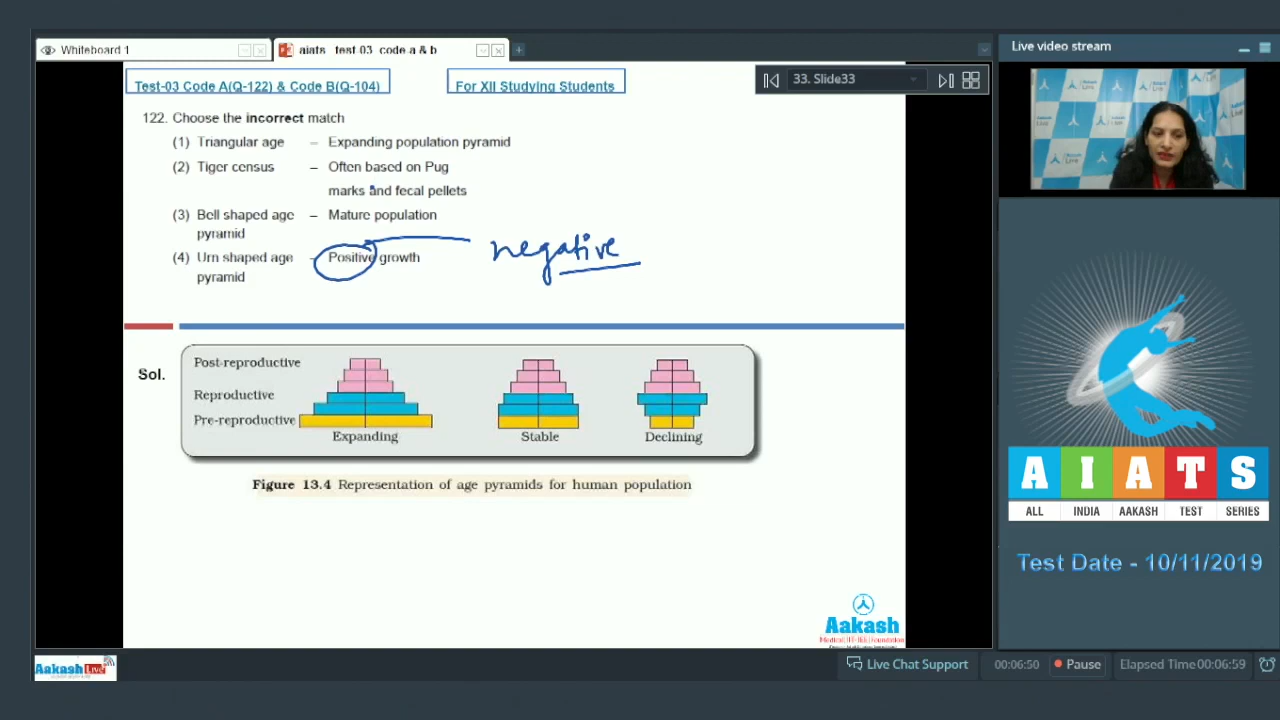 Whiteboard 1
aiats test 03 code a & b
Live video stream
Test-03 Code A(Q-122) & Code B(Q-104)
For XII Studying Students
33. Slide33
122. Choose the incorrect match
(1) Triangular age – Expanding population pyramid
(2) Tiger census – Often based on Pug
marks and fecal pellets
(3) Bell shaped age – Mature population
pyramid
(4) Urn shaped age – Positive growth
pyramid
negative
Sol.
Post-reproductive
Reproductive
Pre-reproductive
Expanding
Stable
Declining
Figure 13.4 Representation of age pyramids for human population
A I A T S
ALL INDIA AAKASH TEST SERIES
Test Date - 10/11/2019
Aakash
Aakash Live
Live Chat Support
00:06:50
Pause
Elapsed Time 00:06:59